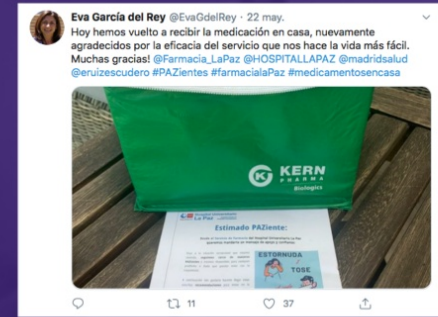 Eva García del Rey @EvaGdelRey · 22 may.
Hoy hemos vuelto a recibir la medicación en casa, nuevamente
agradecidos por la eficacia del servicio que nos hace la vida más fácil.
Muchas gracias! @Farmacia_LaPaz @HOSPITALLAPAZ @madridsalud
@eruizescudero #PAZientes #farmacialaPaz #medicamentosencasa
KERN
PHARMA
Biologics
La Paz
Estimado PAZiente:
ESTORNUDA
TOSE
11
37